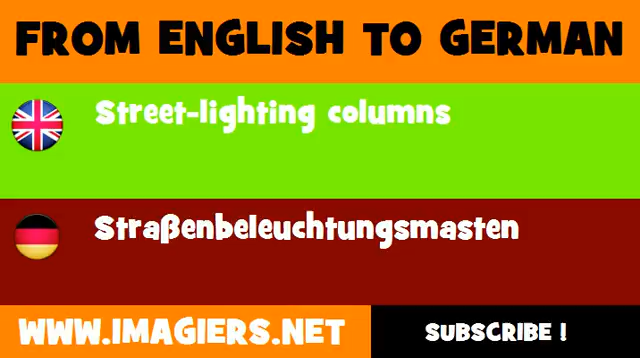 FROM ENGLISH TO GERMAN
Street-lighting columns
Straßenbeleuchtungsmasten
WWW.IMAGIERS.NET
SUBSCRIBE !